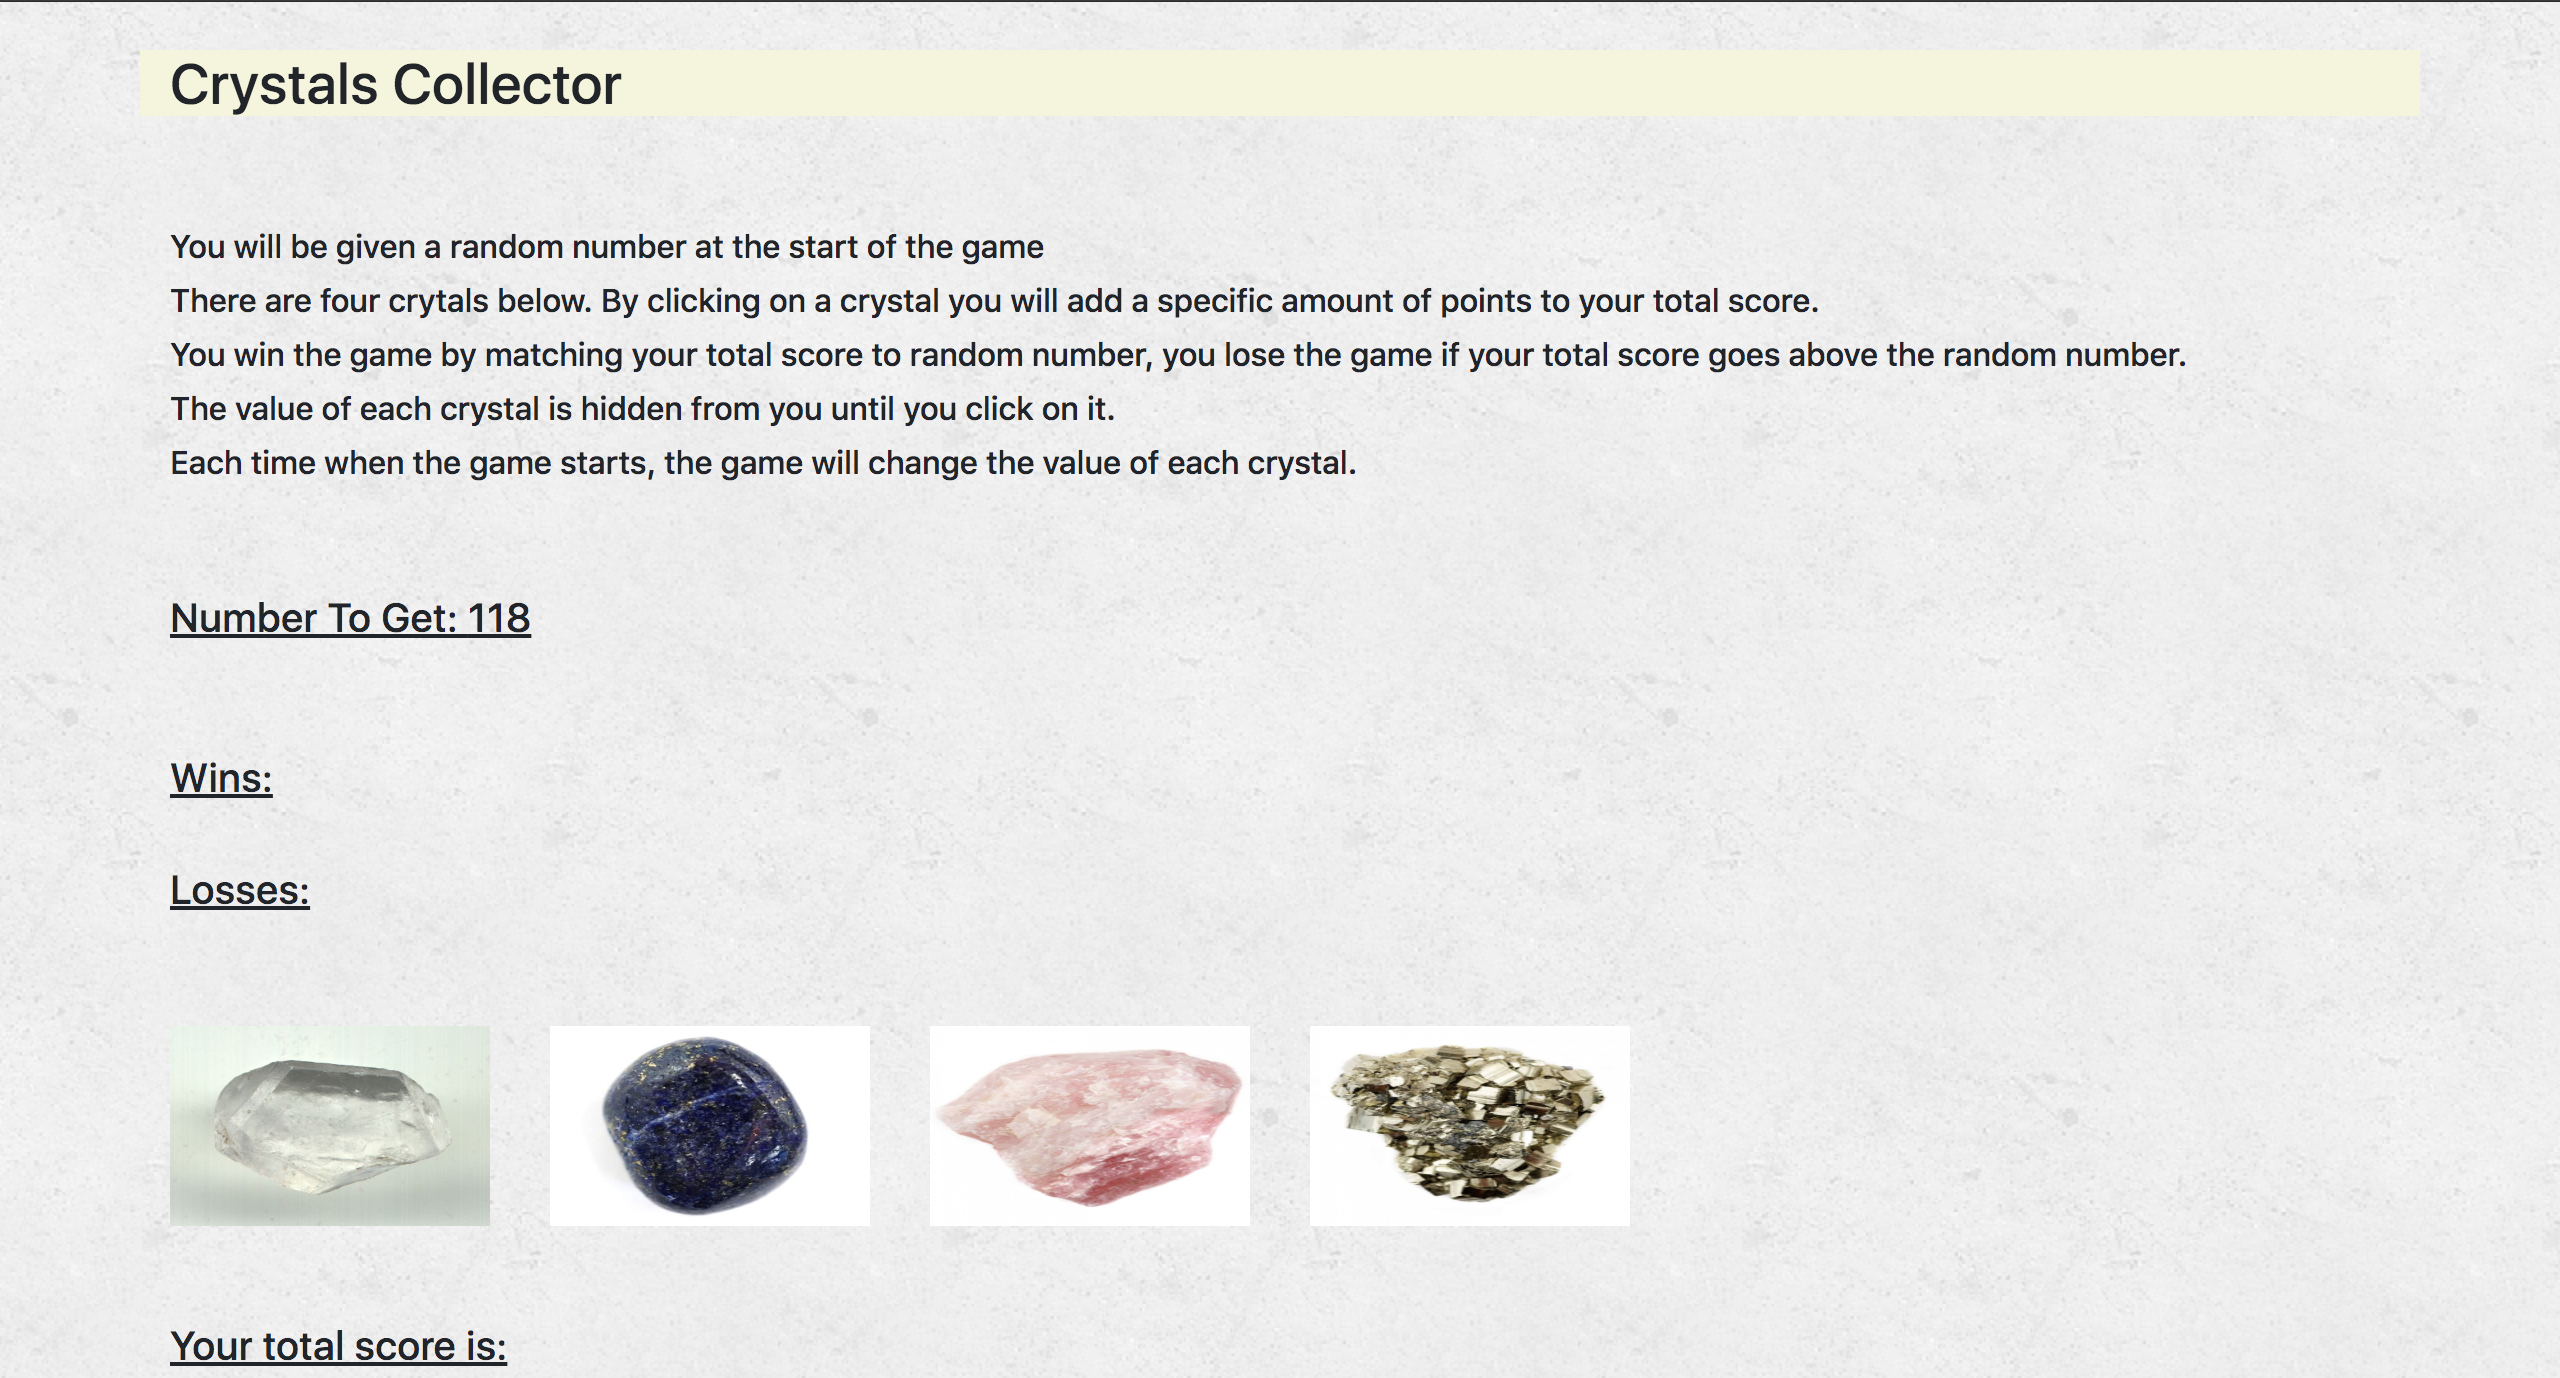 Crystals Collector
You will be given a random number at the start of the game
There are four crytals below. By clicking on a crystal you will add a specific amount of points to your total score.
You win the game by matching your total score to random number, you lose the game if your total score goes above the random number.
The value of each crystal is hidden from you until you click on it.
Each time when the game starts, the game will change the value of each crystal.
Number To Get: 118
Wins:
Losses:
Your total score is: